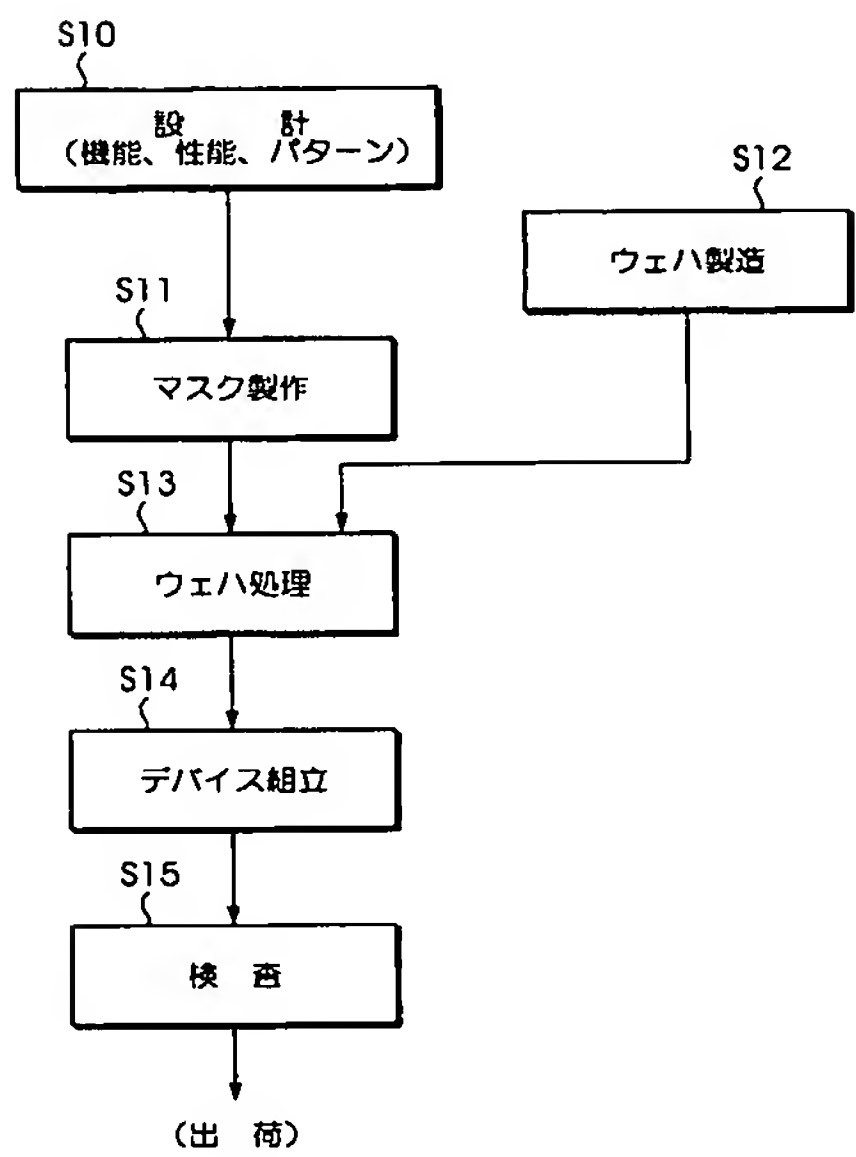 S10
設 計
(機能、性能、パターン)
S12
ウェハ製造
S11
マスク製作
S13
ウェハ処理
S14
デバイス組立
S15
検 査
(出 荷)